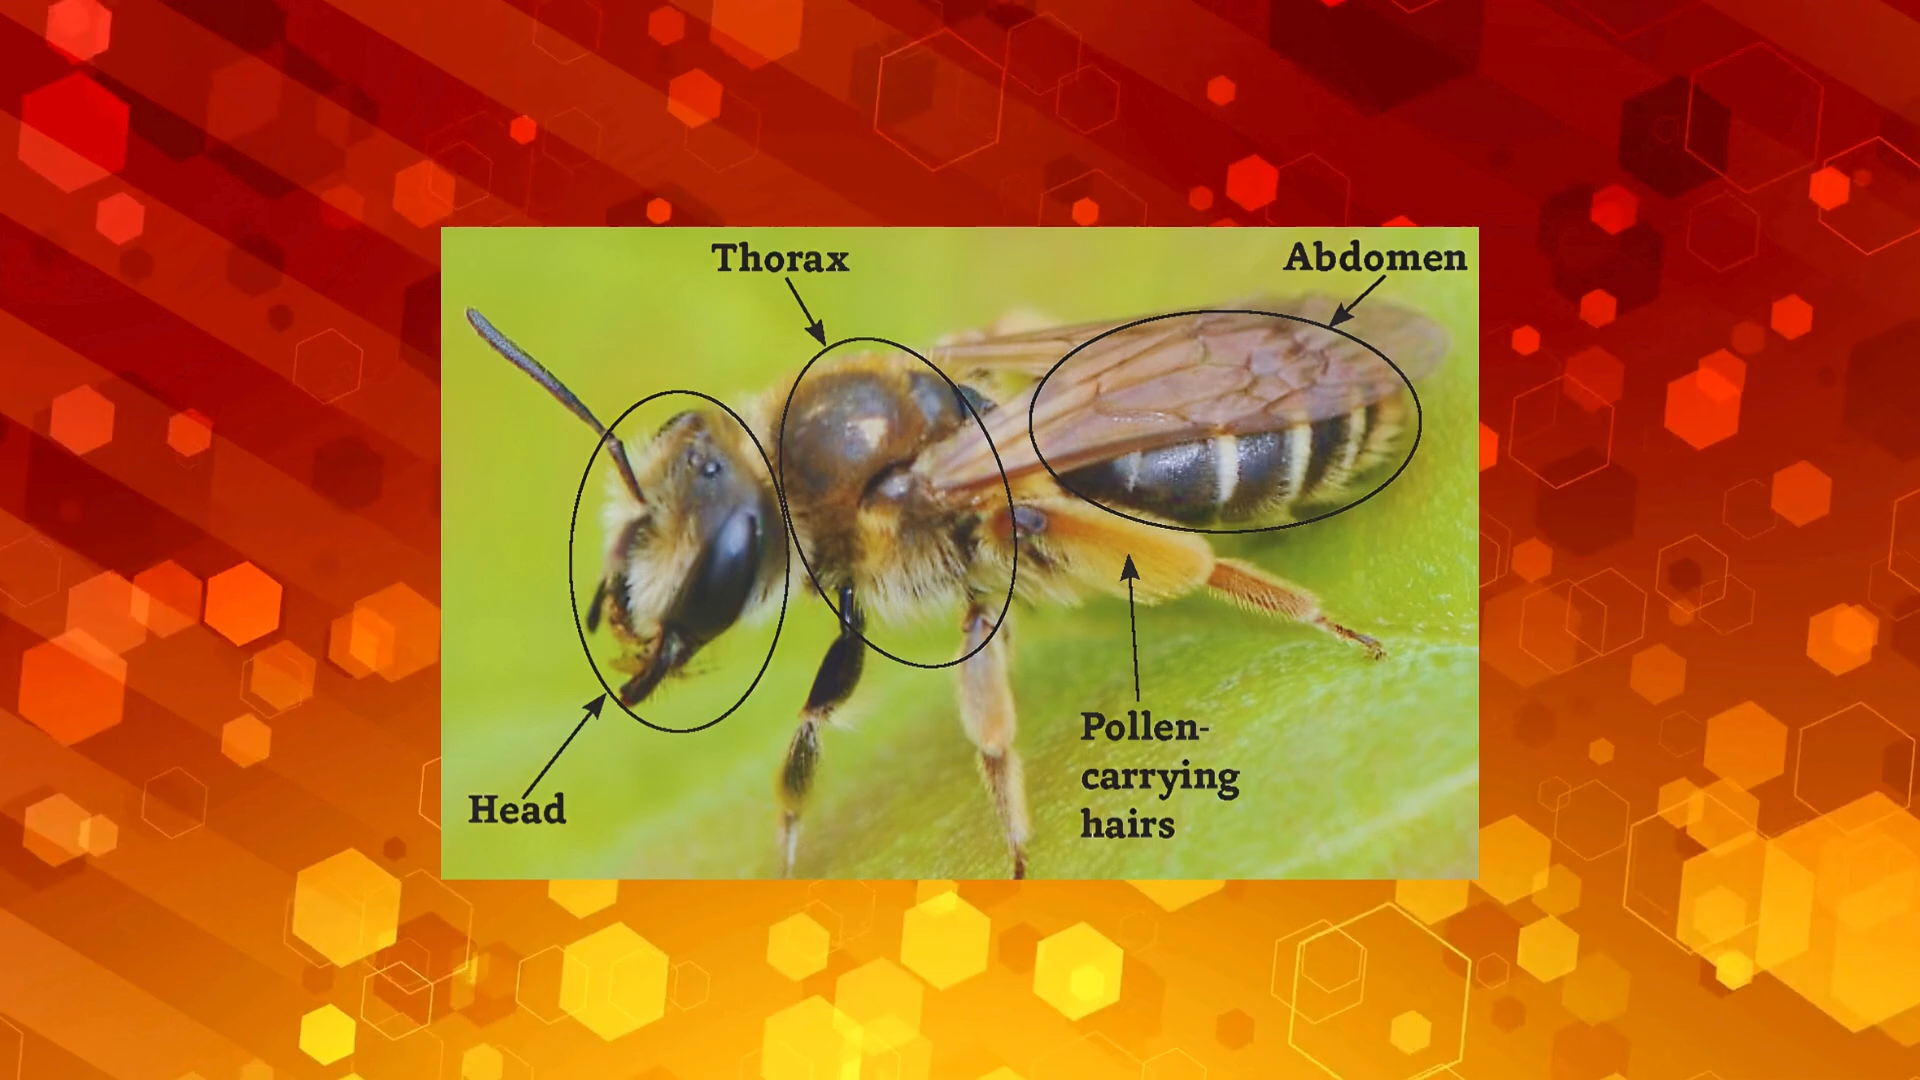 Thorax
Abdomen
Head
Pollen-
carrying
hairs